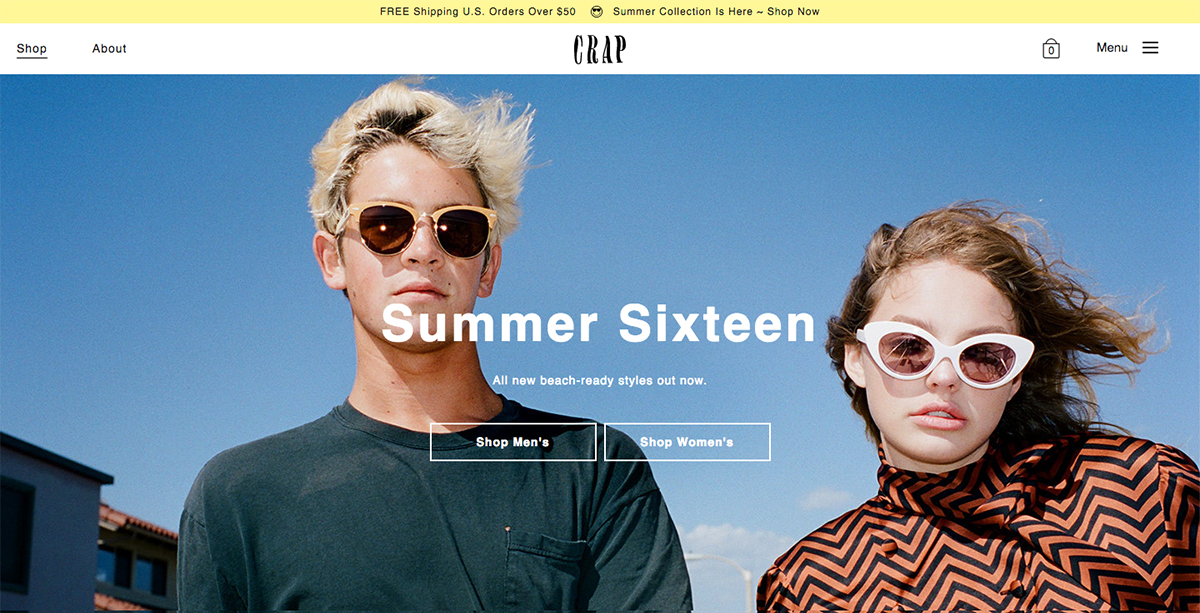 FREE Shipping U.S. Orders Over $50 😎 Summer Collection Is Here ~ Shop Now
Shop About CRAP 0 Menu
Summer Sixteen
All new beach-ready styles out now.
Shop Men's Shop Women's